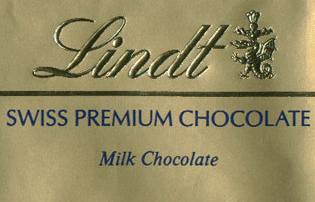 Lindt
SWISS PREMIUM CHOCOLATE
Milk Chocolate